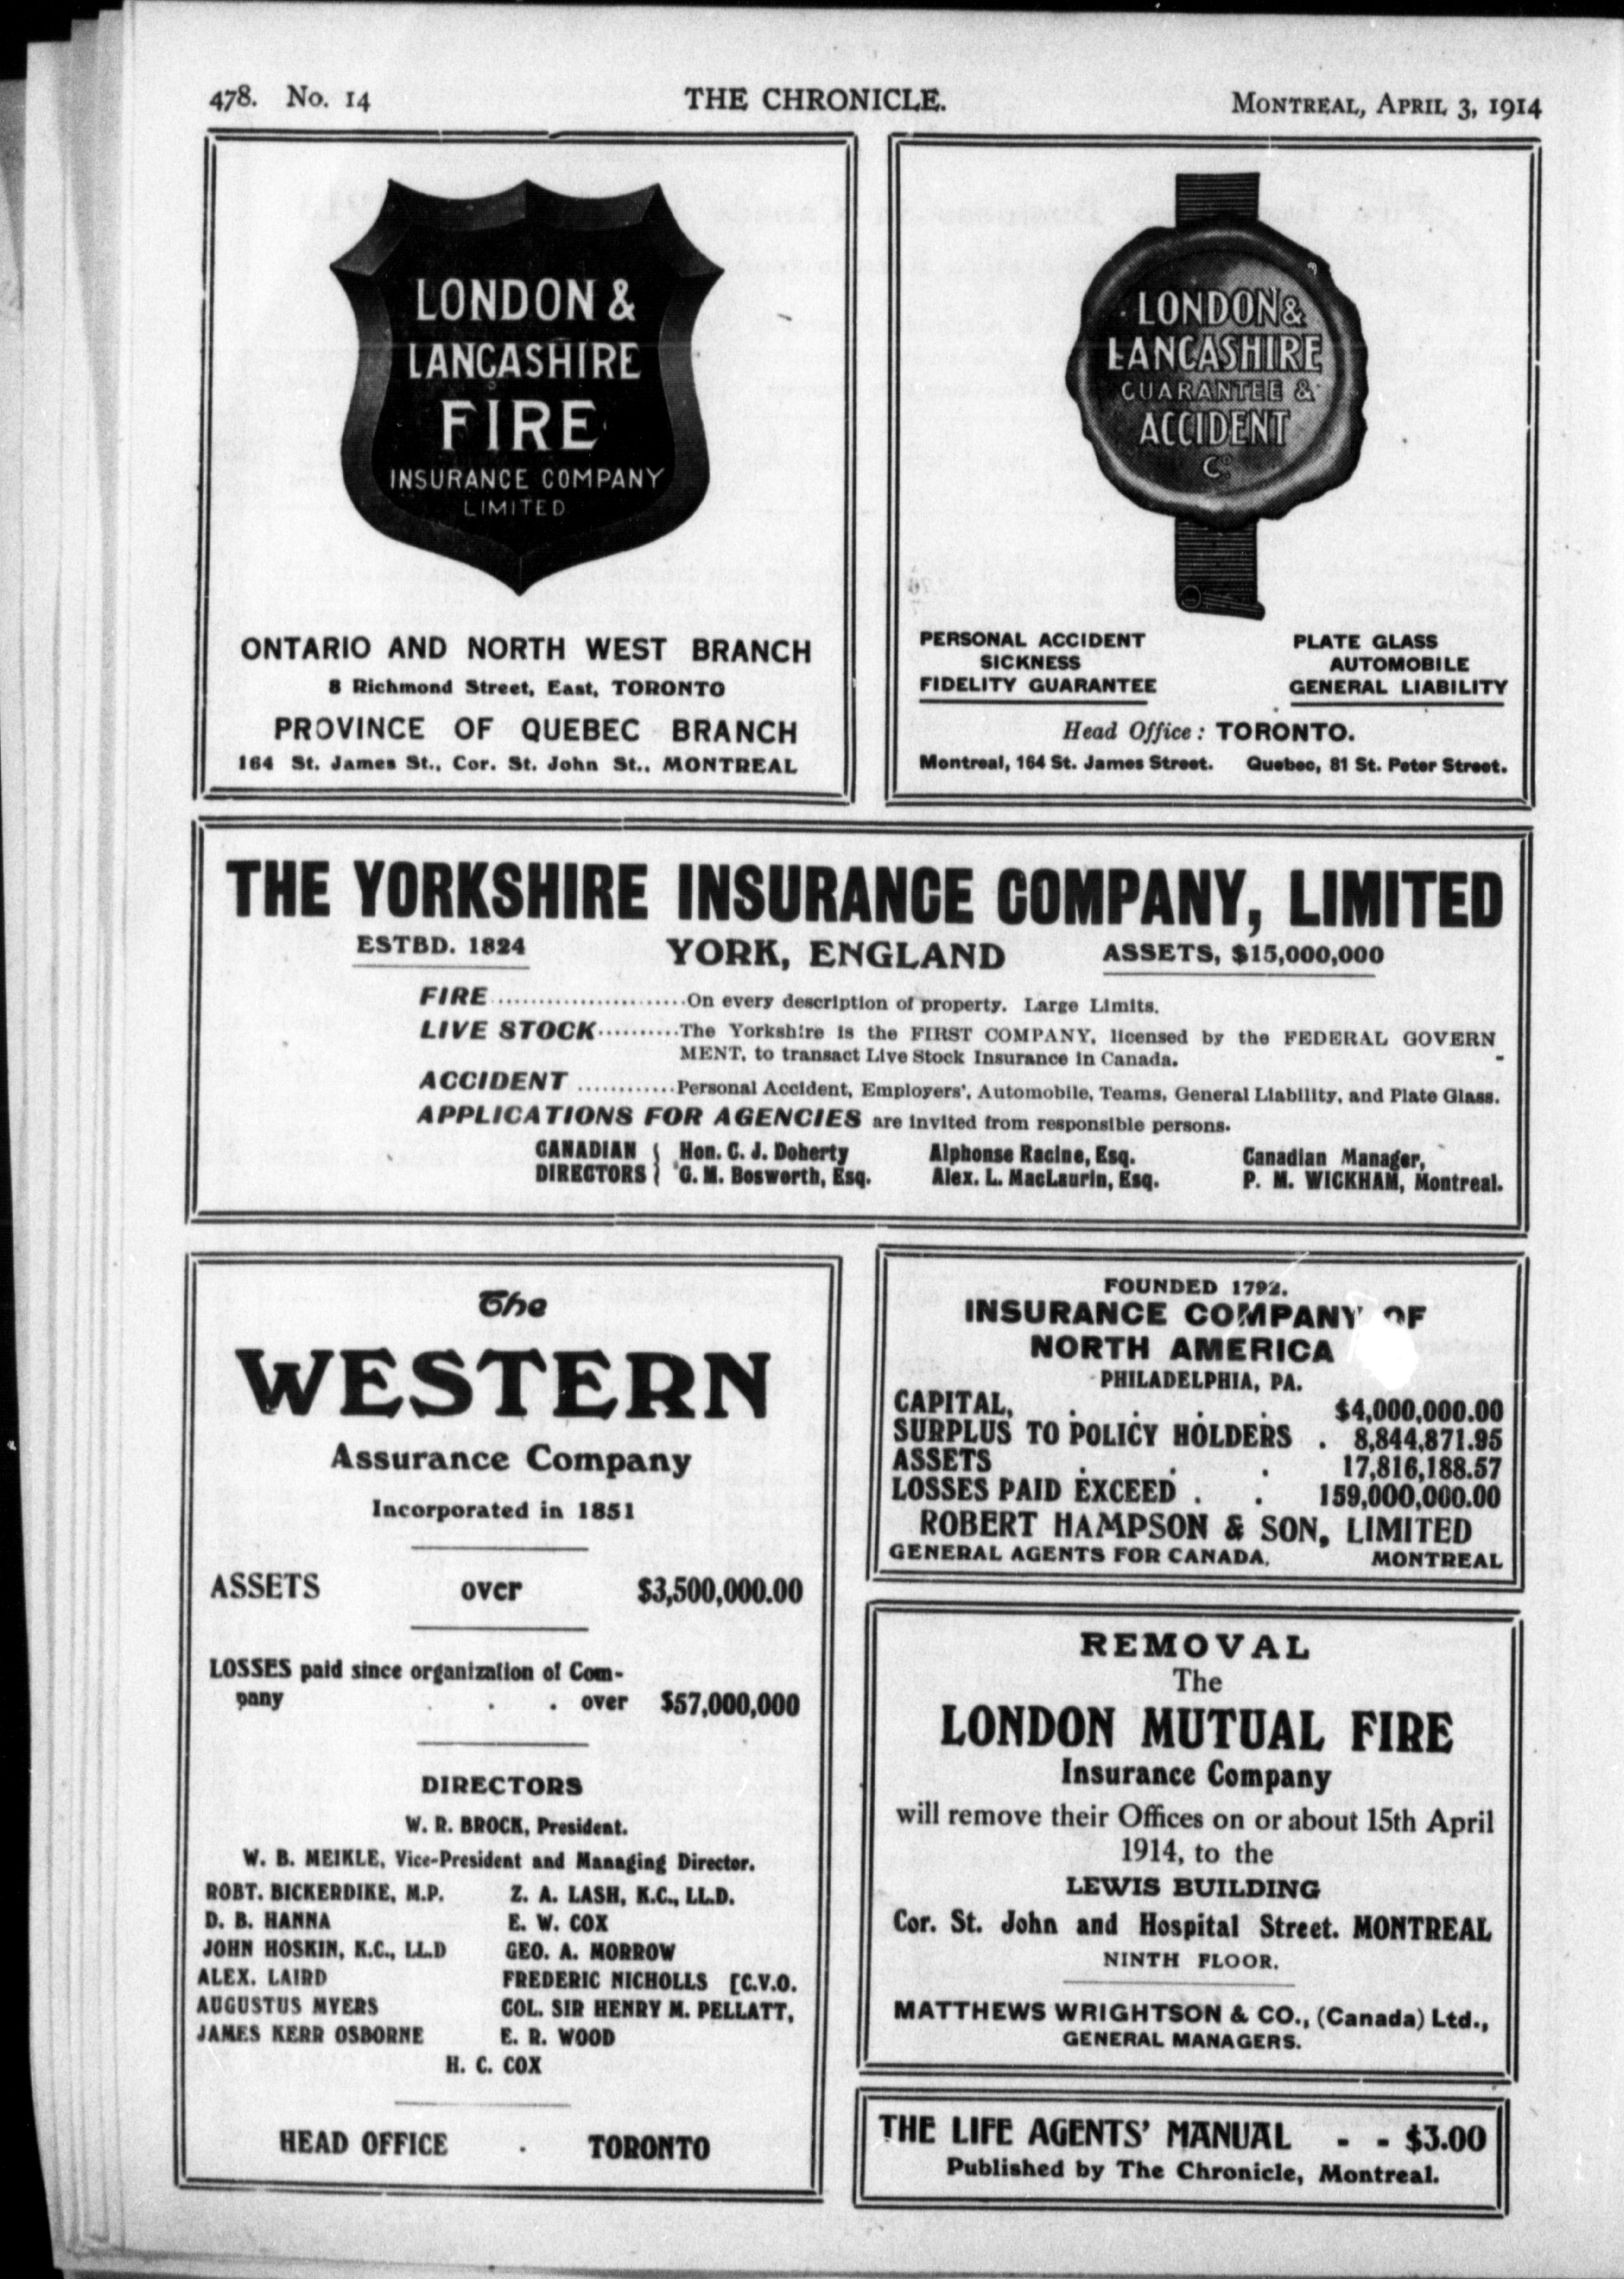 478. No. 14 THE CHRONICLE. MONTREAL, APRIL 3, 1914
LONDON &
LANCASHIRE
FIRE
INSURANCE COMPANY
LIMITED
ONTARIO AND NORTH WEST BRANCH
8 Richmond Street, East, TORONTO
PROVINCE OF QUEBEC BRANCH
164 St. James St., Cor. St. John St., MONTREAL
LONDON &
LANCASHIRE
GUARANTEE &
ACCIDENT
Co
PERSONAL ACCIDENT PLATE GLASS
SICKNESS AUTOMOBILE
FIDELITY GUARANTEE GENERAL LIABILITY
Head Office: TORONTO.
Montreal, 164 St. James Street. Quebec, 81 St. Peter Street.
THE YORKSHIRE INSURANCE COMPANY, LIMITED
ESTBD. 1824 YORK, ENGLAND ASSETS, $15,000,000
FIRE ........................On every description of property. Large Limits.
LIVE STOCK..........The Yorkshire is the FIRST COMPANY, licensed by the FEDERAL GOVERN
MENT, to transact Live Stock Insurance in Canada. -
ACCIDENT ............Personal Accident, Employers', Automobile, Teams, General Liability, and Plate Glass.
APPLICATIONS FOR AGENCIES are invited from responsible persons.
CANADIAN { Hon. C. J. Doherty Alphonse Racine, Esq. Canadian Manager,
DIRECTORS } G. M. Bosworth, Esq. Alex. L. MacLaurin, Esq. P. M. WICKHAM, Montreal.
The
WESTERN
Assurance Company
Incorporated in 1851
ASSETS over $3,500,000.00
LOSSES paid since organization of Com-
pany . . . over $57,000,000
DIRECTORS
W. R. BROCK, President.
W. B. MEIKLE, Vice-President and Managing Director.
ROBT. BICKERDIKE, M.P. Z. A. LASH, K.C., LL.D.
D. B. HANNA E. W. COX
JOHN HOSKIN, K.C., LL.D GEO. A. MORROW
ALEX. LAIRD FREDERIC NICHOLLS [C.V.O.
AUGUSTUS MYERS COL. SIR HENRY M. PELLATT,
JAMES KERR OSBORNE E. R. WOOD
H. C. COX
HEAD OFFICE . TORONTO
FOUNDED 1792.
INSURANCE COMPANY OF
NORTH AMERICA
PHILADELPHIA, PA.
CAPITAL, . . . . $4,000,000.00
SURPLUS TO POLICY HOLDERS . 8,844,871.95
ASSETS . . . 17,816,188.57
LOSSES PAID EXCEED . . 159,000,000.00
ROBERT HAMPSON & SON, LIMITED
GENERAL AGENTS FOR CANADA. MONTREAL
REMOVAL
The
LONDON MUTUAL FIRE
Insurance Company
will remove their Offices on or about 15th April
1914, to the
LEWIS BUILDING
Cor. St. John and Hospital Street. MONTREAL
NINTH FLOOR.
MATTHEWS WRIGHTSON & CO., (Canada) Ltd.,
GENERAL MANAGERS.
THE LIFE AGENTS' MANUAL - - $3.00
Published by The Chronicle, Montreal.